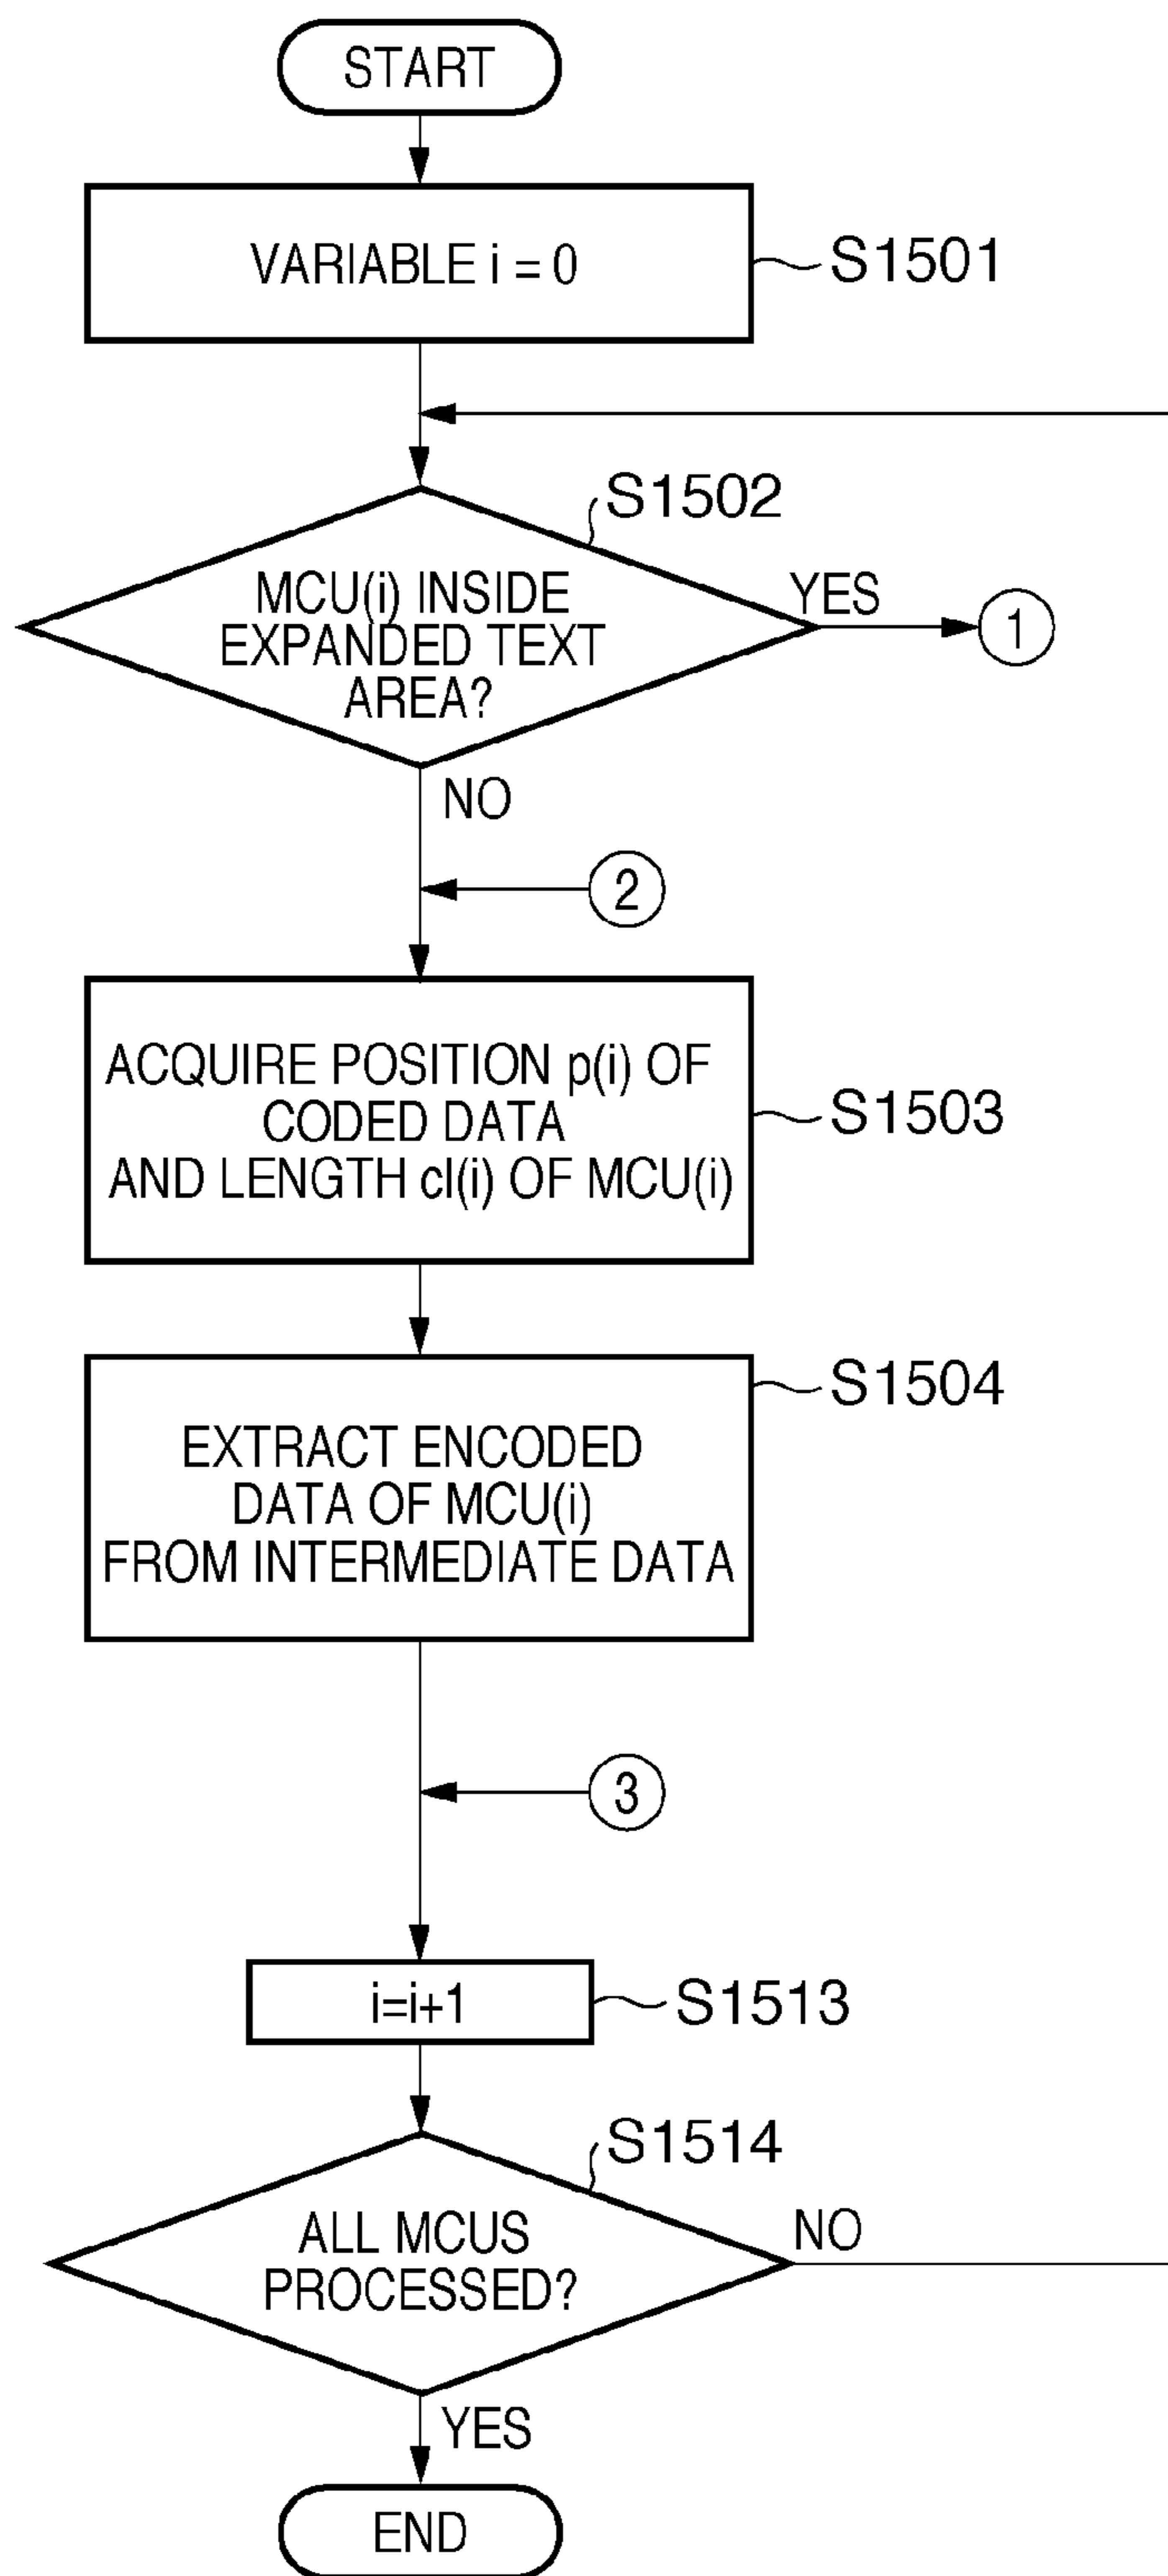 START
VARIABLE i = 0
S1501
S1502
MCU(i) INSIDE
EXPANDED TEXT
AREA?
YES
1
NO
2
ACQUIRE POSITION p(i) OF
CODED DATA
AND LENGTH cl(i) OF MCU(i)
S1503
S1504
EXTRACT ENCODED
DATA OF MCU(i)
FROM INTERMEDIATE DATA
3
i=i+1
S1513
S1514
ALL MCUS
PROCESSED?
NO
YES
END